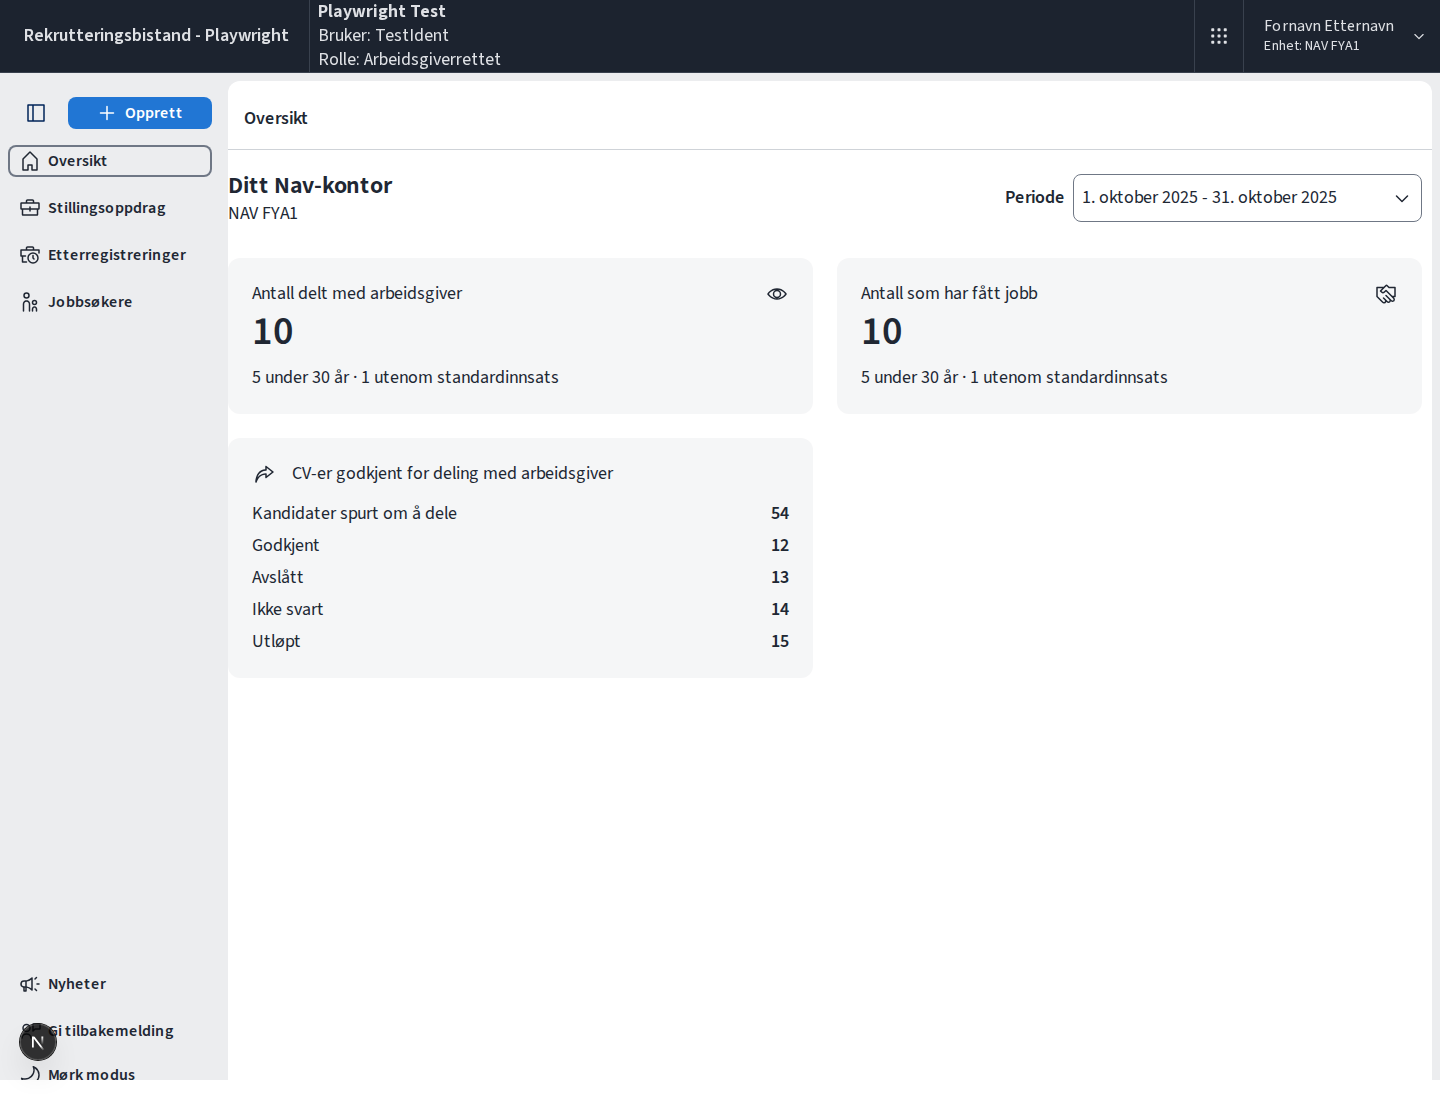 Rekrutteringsbistand - Playwright
Playwright Test
Bruker: TestIdent
Rolle: Arbeidsgiverrettet
Fornavn Etternavn
Enhet: NAV FYA1
Opprett
Oversikt
Stillingsoppdrag
Etterregistreringer
Jobbsøkere
Nyheter
Gi tilbakemelding
N
Mørk modus
Oversikt
Ditt Nav-kontor
NAV FYA1
Periode
1. oktober 2025 - 31. oktober 2025
Antall delt med arbeidsgiver
10
5 under 30 år · 1 utenom standardinnsats
Antall som har fått jobb
10
5 under 30 år · 1 utenom standardinnsats
CV-er godkjent for deling med arbeidsgiver
Kandidater spurt om å dele 54
Godkjent 12
Avslått 13
Ikke svart 14
Utløpt 15